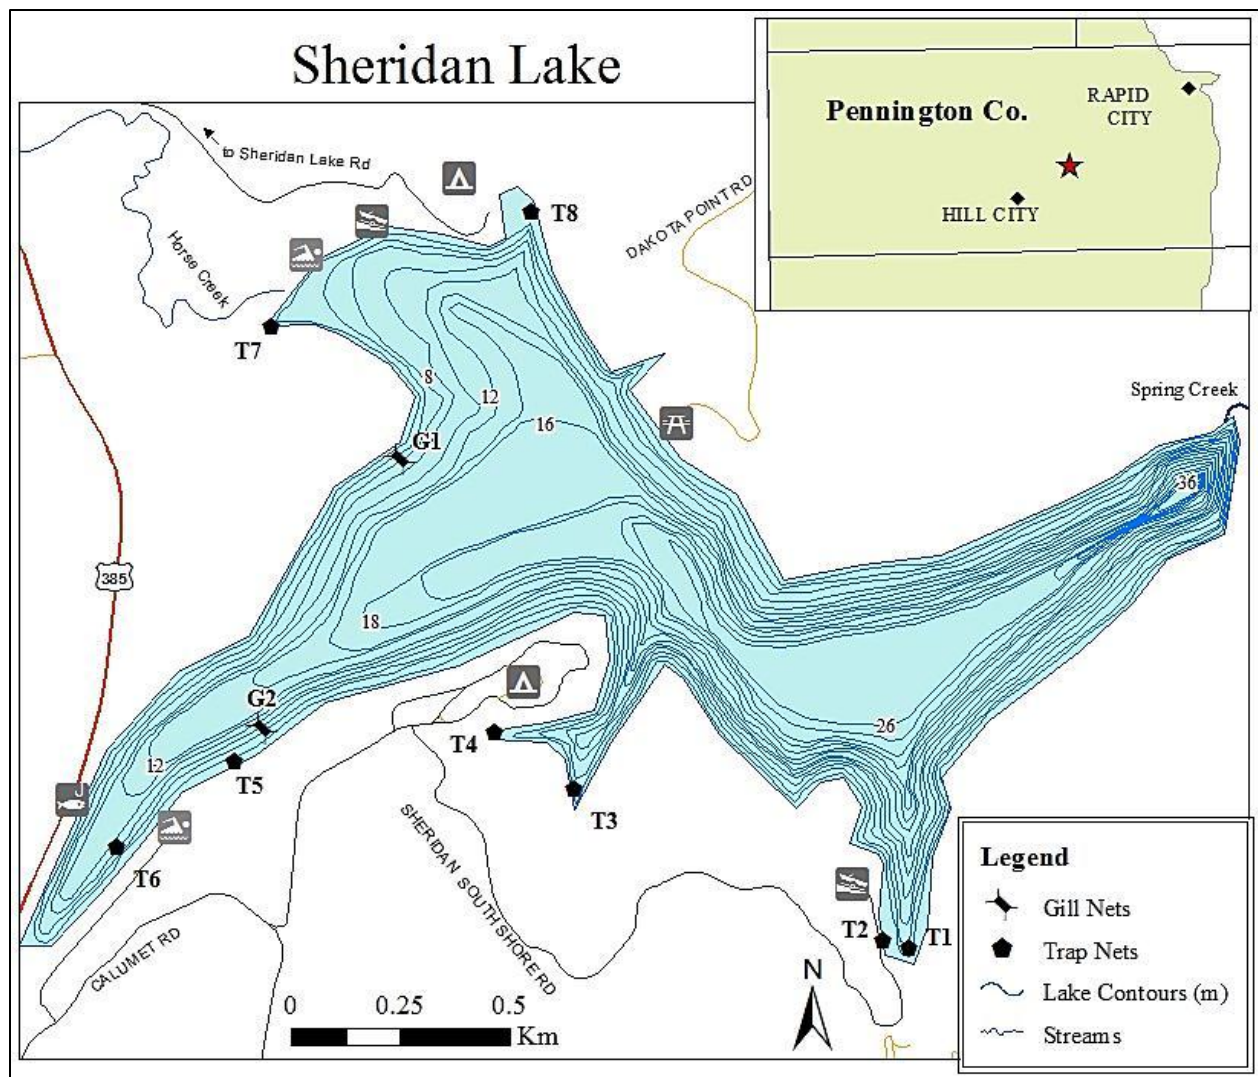 Sheridan Lake
Pennington Co.
RAPID
CITY
HILL CITY
to Sheridan Lake Rd
T8
DAKOTA POINT RD
Horse Creek
T7
8
12
16
G1
Spring Creek
36
385
18
G2
26
12
T5
T4
T3
T6
SHERIDAN SOUTH SHORE RD
CALUMET RD
T2
T1
N
0 0.25 0.5
Km
Legend
Gill Nets
Trap Nets
Lake Contours (m)
Streams